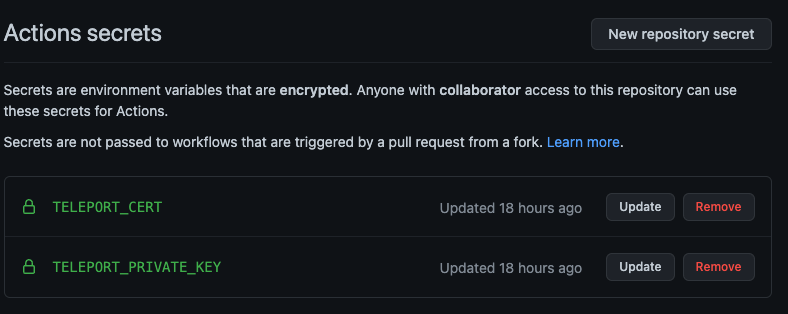 Actions secrets
New repository secret
Secrets are environment variables that are encrypted. Anyone with collaborator access to this repository can use
these secrets for Actions.
Secrets are not passed to workflows that are triggered by a pull request from a fork. Learn more.
TELEPORT_CERT Updated 18 hours ago Update Remove
TELEPORT_PRIVATE_KEY Updated 18 hours ago Update Remove